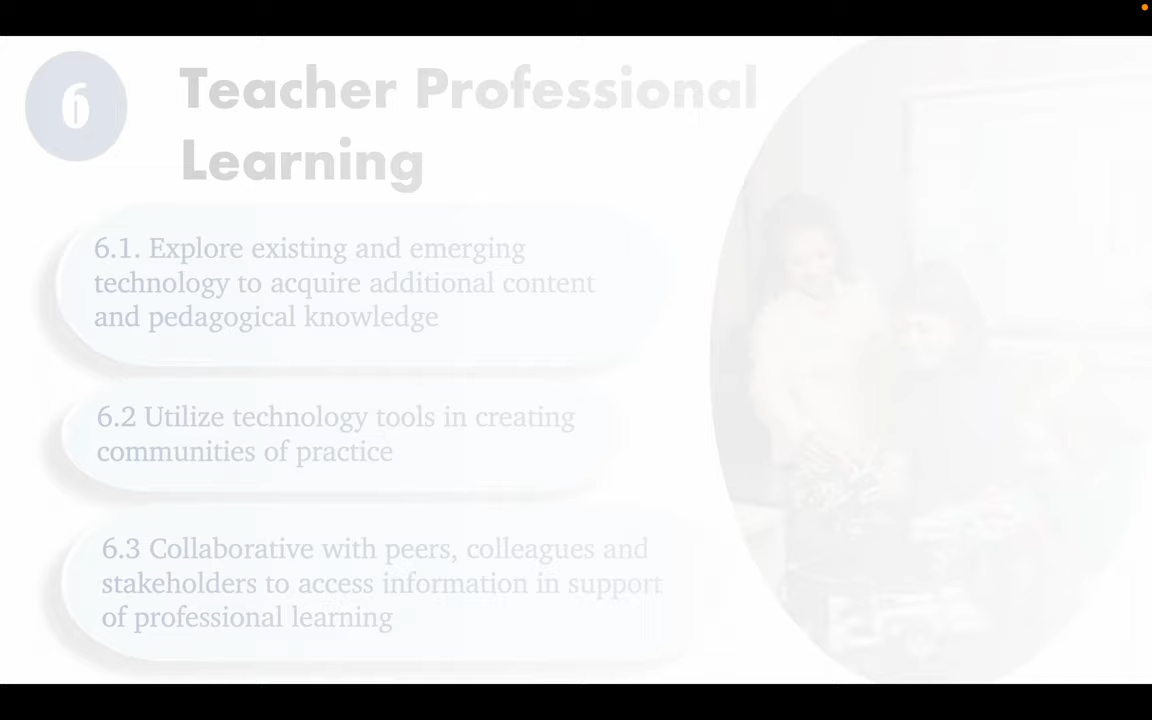 6
Teacher Professional
Learning
6.1. Explore existing and emerging
technology to acquire additional content
and pedagogical knowledge
6.2 Utilize technology tools in creating
communities of practice
6.3 Collaborative with peers, colleagues and
stakeholders to access information in support
of professional learning